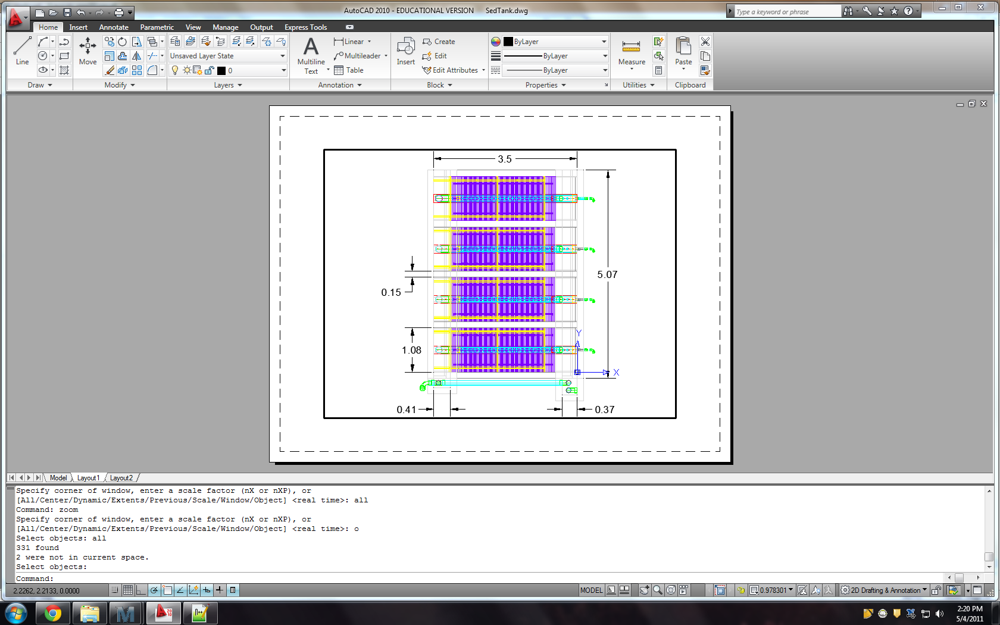 AutoCAD 2010 - EDUCATIONAL VERSION SedTank.dwg
Type a keyword or phrase
Home Insert Annotate Parametric View Manage Output Express Tools
Line
Move
Unsaved Layer State
0
Multiline Text
Linear
Multileader
Table
Insert
Create
Edit
Edit Attributes
ByLayer
ByLayer
ByLayer
Measure
Paste
Draw Modify Layers Annotation Block Properties Utilities Clipboard
3.5
5.07
0.15
1.08
Y
X
0.41
0.37
Model Layout1 Layout2
Specify corner of window, enter a scale factor (nX or nXP), or
[All/Center/Dynamic/Extents/Previous/Scale/Window/Object] <real time>: all
Command: zoom
Specify corner of window, enter a scale factor (nX or nXP), or
[All/Center/Dynamic/Extents/Previous/Scale/Window/Object] <real time>: o
Select objects: all
331 found
2 were not in current space.
Select objects:
Command:
2.2262, 2.2133, 0.0000
MODEL
0.978301
2D Drafting & Annotation
2:20 PM
5/4/2011